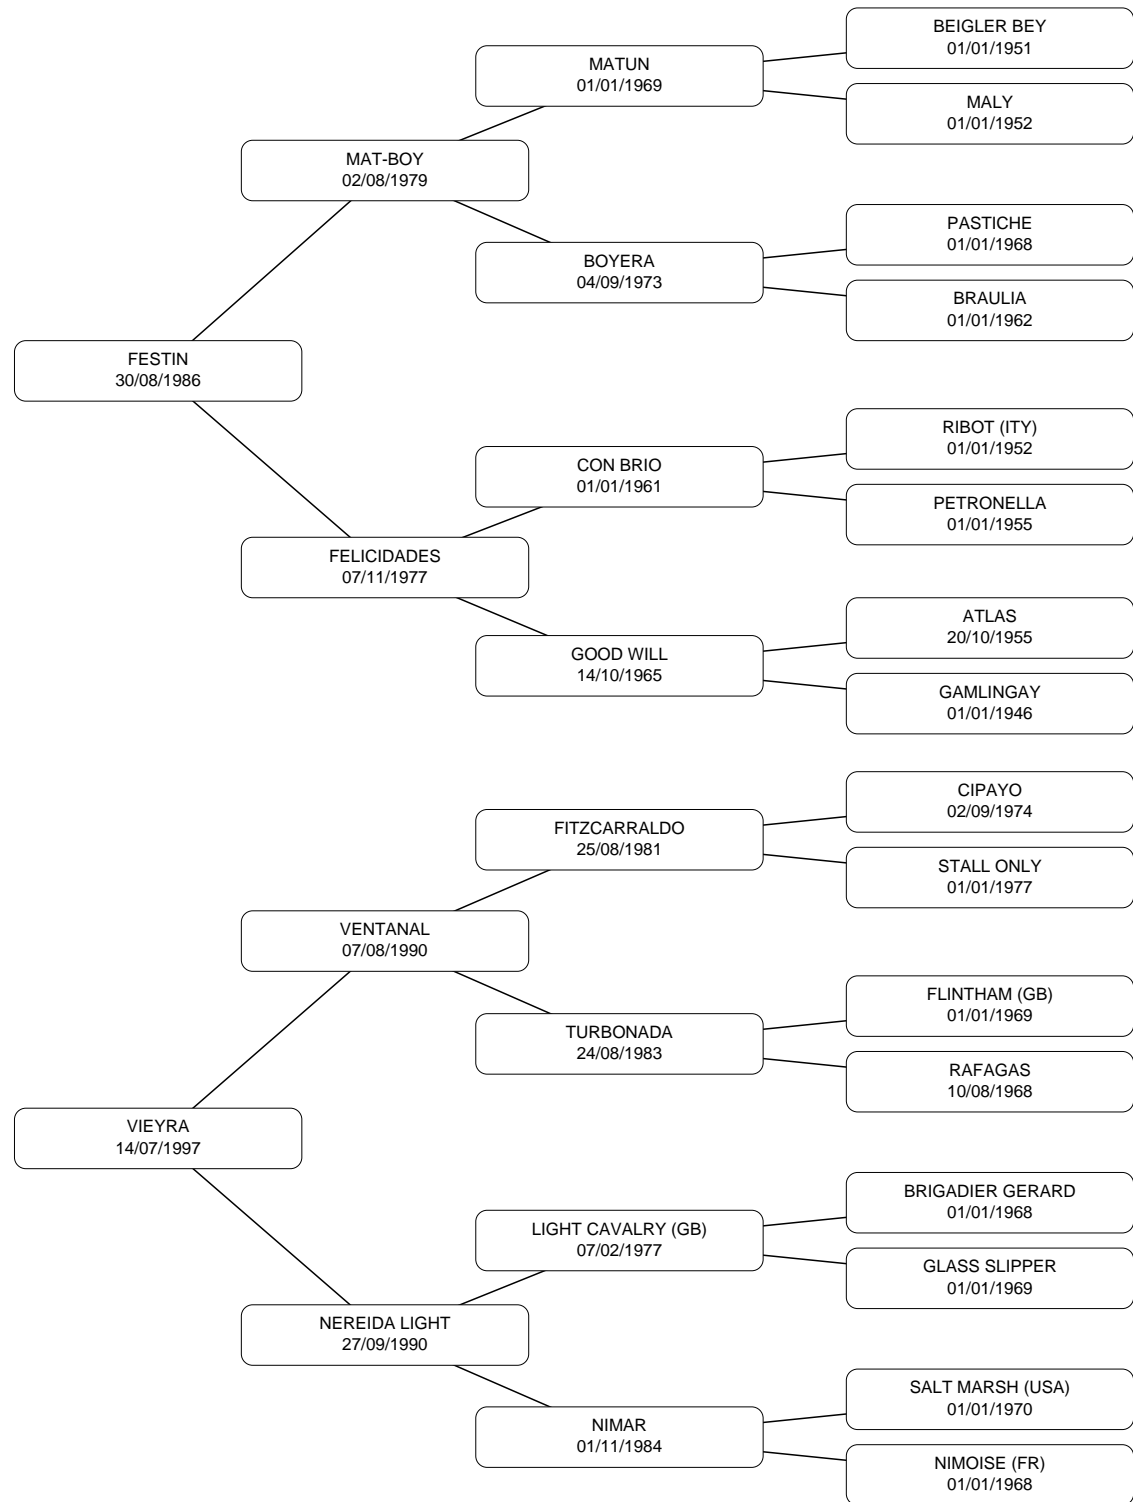 BEIGLER BEY
01/01/1951
MATUN
01/01/1969
MALY
01/01/1952
MAT-BOY
02/08/1979
PASTICHE
01/01/1968
BOYERA
04/09/1973
BRAULIA
01/01/1962
FESTIN
30/08/1986
RIBOT (ITY)
01/01/1952
CON BRIO
01/01/1961
PETRONELLA
01/01/1955
FELICIDADES
07/11/1977
ATLAS
20/10/1955
GOOD WILL
14/10/1965
GAMLINGAY
01/01/1946
CIPAYO
02/09/1974
FITZCARRALDO
25/08/1981
STALL ONLY
01/01/1977
VENTANAL
07/08/1990
FLINTHAM (GB)
01/01/1969
TURBONADA
24/08/1983
RAFAGAS
10/08/1968
VIEYRA
14/07/1997
BRIGADIER GERARD
01/01/1968
LIGHT CAVALRY (GB)
07/02/1977
GLASS SLIPPER
01/01/1969
NEREIDA LIGHT
27/09/1990
SALT MARSH (USA)
01/01/1970
NIMAR
01/11/1984
NIMOISE (FR)
01/01/1968